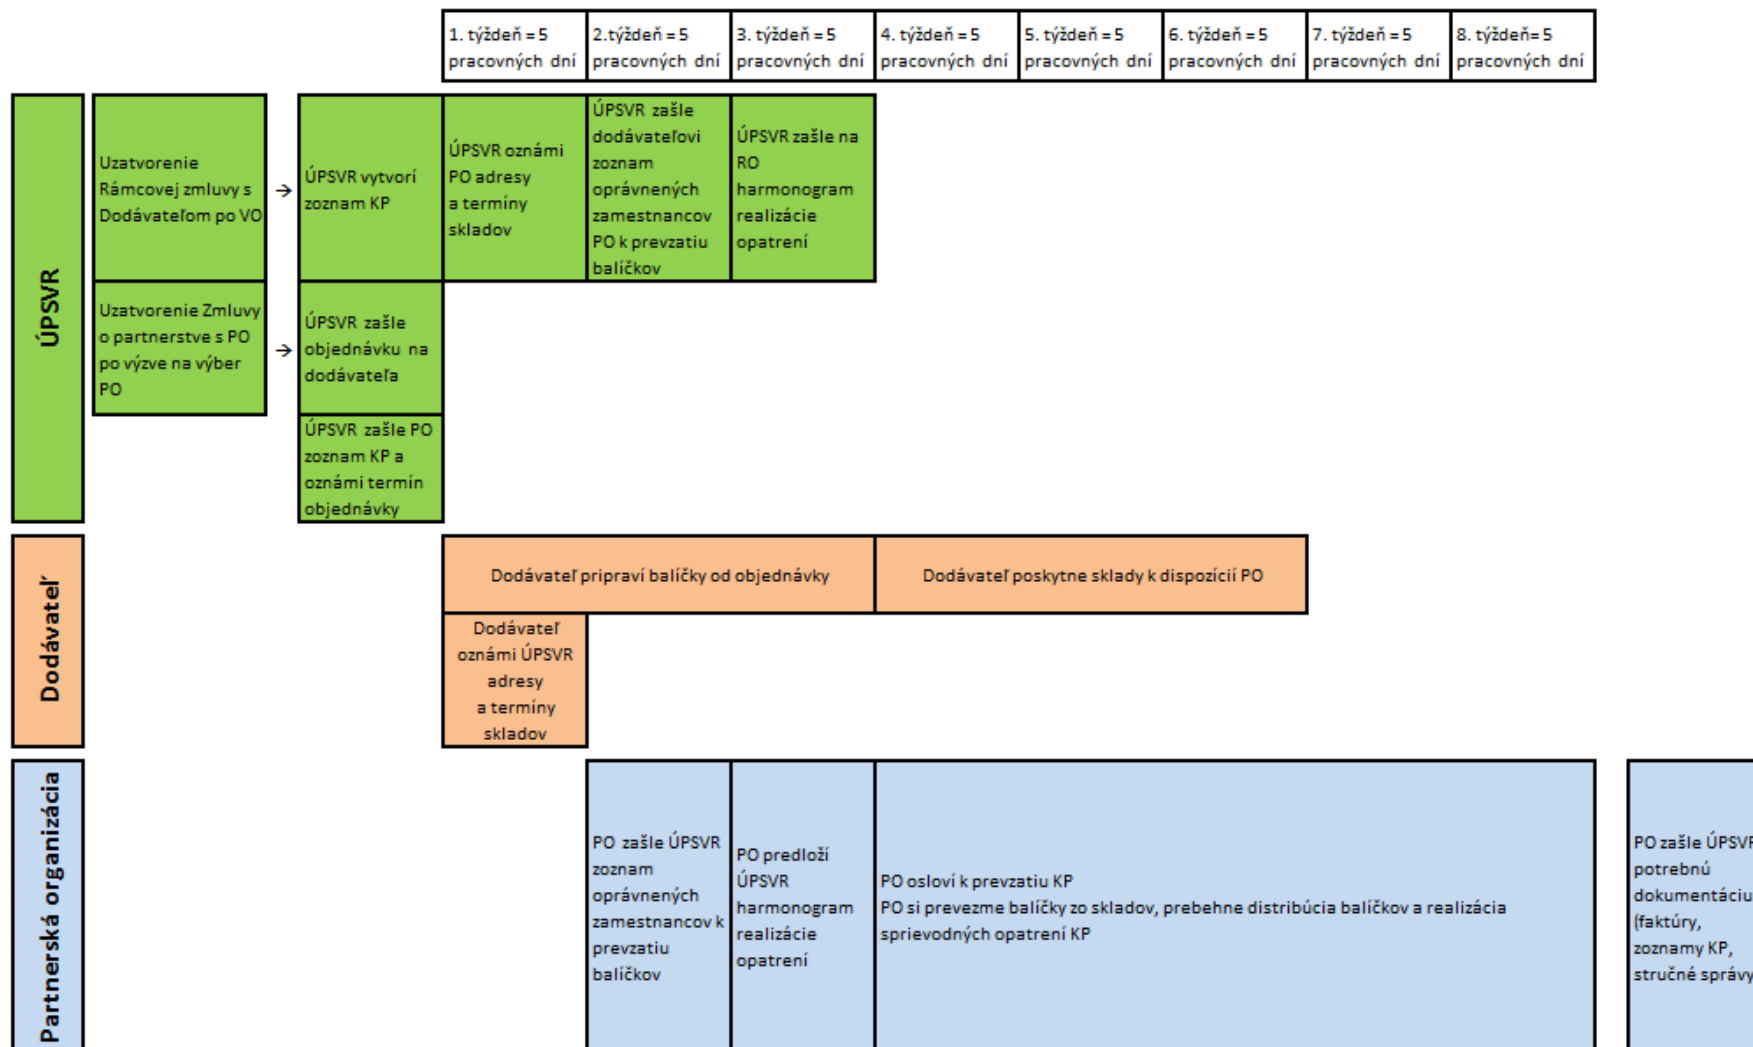 1. týždeň = 5
pracovných dní
2.týždeň = 5
pracovných dní
3. týždeň = 5
pracovných dní
4. týždeň = 5
pracovných dní
5. týždeň = 5
pracovných dní
6. týždeň = 5
pracovných dní
7. týždeň = 5
pracovných dní
8. týždeň= 5
pracovných dní
ÚPSVR
Uzatvorenie
Rámcovej zmluvy s
Dodávateľom po VO
→
ÚPSVR vytvorí
zoznam KP
ÚPSVR oznámi
PO adresy
a termíny
skladov
ÚPSVR zašle
dodávateľovi
zoznam
oprávnených
zamestnancov
PO k prevzatiu
balíčkov
ÚPSVR zašle na
RO
harmonogram
realizácie
opatrení
Uzatvorenie Zmluvy
o partnerstve s PO
po výzve na výber
PO
→
ÚPSVR zašle
objednávku na
dodávateľa
ÚPSVR zašle PO
zoznam KP a
oznámi termín
objednávky
Dodávateľ
Dodávateľ pripraví balíčky od objednávky
Dodávateľ poskytne sklady k dispozícií PO
Dodávateľ
oznámi ÚPSVR
adresy
a termíny
skladov
Partnerská organizácia
PO zašle ÚPSVR
zoznam
oprávnených
zamestnancov k
prevzatiu
balíčkov
PO predloží
ÚPSVR
harmonogram
realizácie
opatrení
PO osloví k prevzatiu KP
PO si prevezme balíčky zo skladov, prebehne distribúcia balíčkov a realizácia
sprievodných opatrení KP
PO zašle ÚPSVR
potrebnú
dokumentáciu
(faktúry,
zoznamy KP,
stručné správy